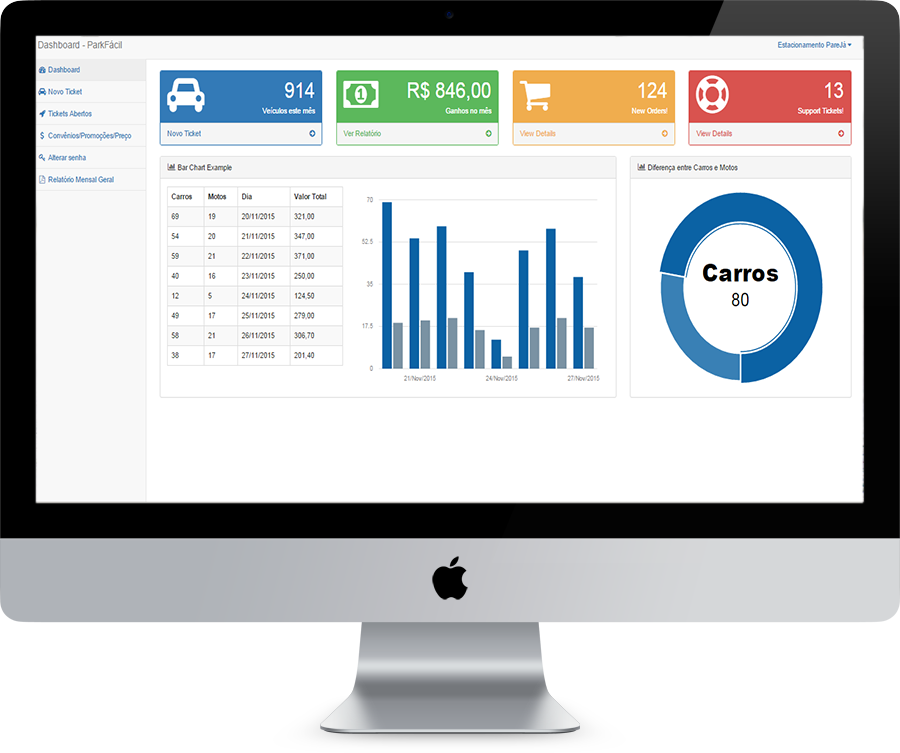 Dashboard - ParkFácil
Estacionamento PareJá
Dashboard
Novo Ticket
Tickets Abertos
Convênios/Promoções/Preço
Alterar senha
Relatório Mensal Geral
914
Veículos este mês
Novo Ticket
1
R$ 846,00
Ganhos no mês
Ver Relatório
124
New Orders!
View Details
13
Support Tickets!
View Details
Bar Chart Example
Carros Motos Dia Valor Total
69 19 20/11/2015 321,00
54 20 21/11/2015 347,00
59 21 22/11/2015 371,00
40 16 23/11/2015 250,00
12 5 24/11/2015 124,50
49 17 25/11/2015 279,00
58 21 26/11/2015 306,70
38 17 27/11/2015 201,40
70
52.5
35
17.5
0
21/Nov/2015 24/Nov/2015 27/Nov/2015
Diferença entre Carros e Motos
Carros
80